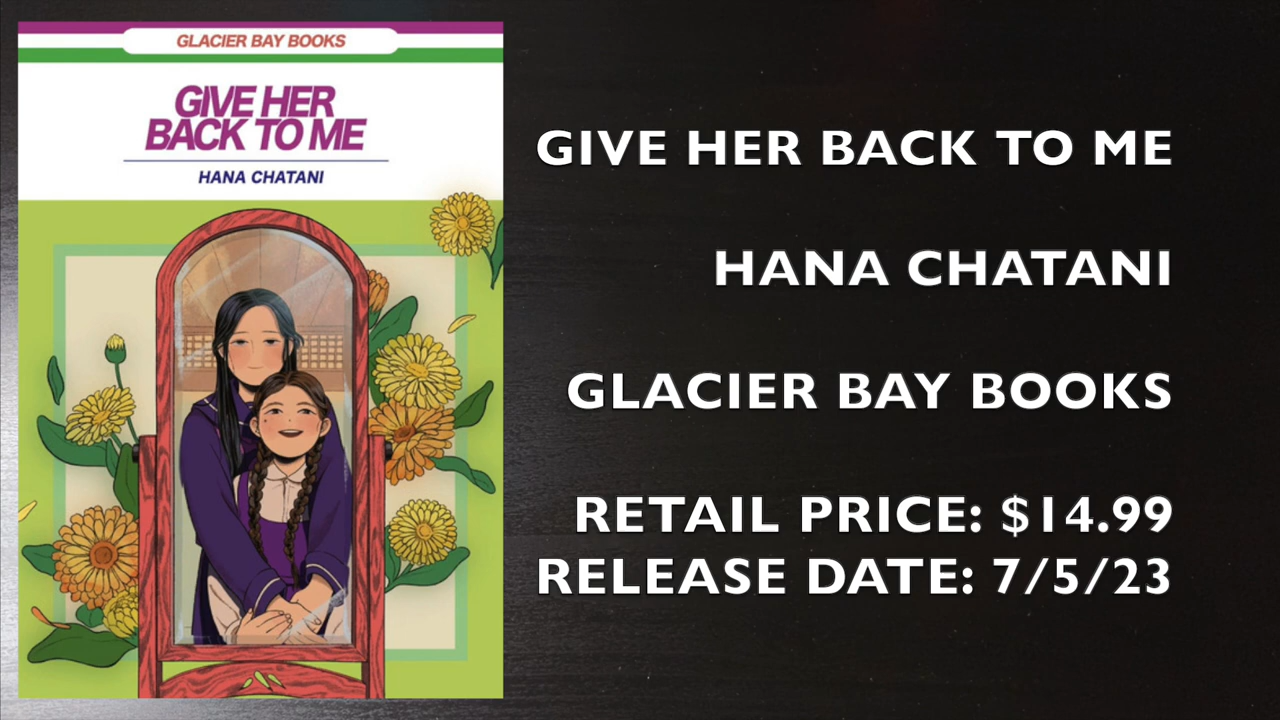 GLACIER BAY BOOKS
GIVE HER
BACK TO ME
HANA CHATANI
GIVE HER BACK TO ME
HANA CHATANI
GLACIER BAY BOOKS
RETAIL PRICE: $14.99
RELEASE DATE: 7/5/23